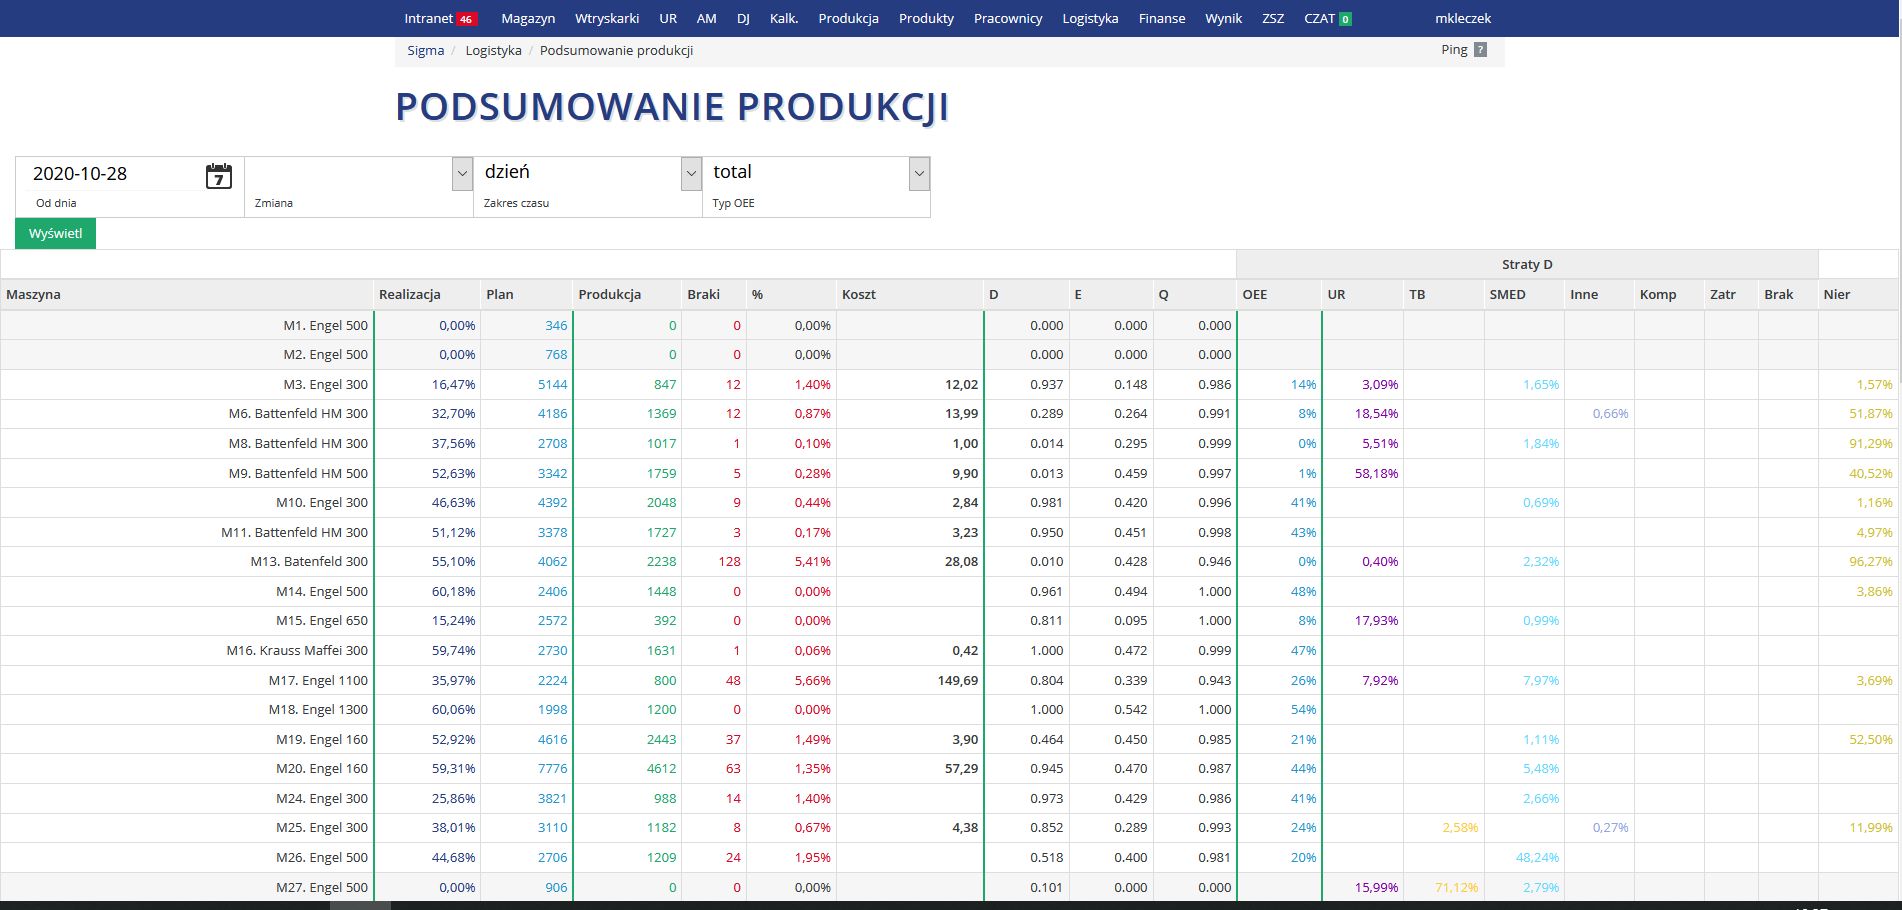 Intranet 46 Magazyn Wtryskarki UR AM DJ Kalk. Produkcja Produkty Pracownicy Logistyka Finanse Wynik ZSZ CZAT 0 mkleczek
Sigma / Logistyka / Podsumowanie produkcji Ping ?
PODSUMOWANIE PRODUKCJI
2020-10-28 7 dzień total
Od dnia Zmiana Zakres czasu Typ OEE
Wyświetl
Straty D
Maszyna Realizacja Plan Produkcja Braki % Koszt D E Q OEE UR TB SMED Inne Komp Zatr Brak Nier
M1. Engel 500 0,00% 346 0 0 0,00% 0.000 0.000 0.000
M2. Engel 500 0,00% 768 0 0 0,00% 0.000 0.000 0.000
M3. Engel 300 16,47% 5144 847 12 1,40% 12,02 0.937 0.148 0.986 14% 3,09% 1,65% 1,57%
M6. Battenfeld HM 300 32,70% 4186 1369 12 0,87% 13,99 0.289 0.264 0.991 8% 18,54% 0,66% 51,87%
M8. Battenfeld HM 300 37,56% 2708 1017 1 0,10% 1,00 0.014 0.295 0.999 0% 5,51% 1,84% 91,29%
M9. Battenfeld HM 500 52,63% 3342 1759 5 0,28% 9,90 0.013 0.459 0.997 1% 58,18% 40,52%
M10. Engel 300 46,63% 4392 2048 9 0,44% 2,84 0.981 0.420 0.996 41% 0,69% 1,16%
M11. Battenfeld HM 300 51,12% 3378 1727 3 0,17% 3,23 0.950 0.451 0.998 43% 4,97%
M13. Batenfeld 300 55,10% 4062 2238 128 5,41% 28,08 0.010 0.428 0.946 0% 0,40% 2,32% 96,27%
M14. Engel 500 60,18% 2406 1448 0 0,00% 0.961 0.494 1.000 48% 3,86%
M15. Engel 650 15,24% 2572 392 0 0,00% 0.811 0.095 1.000 8% 17,93% 0,99%
M16. Krauss Maffei 300 59,74% 2730 1631 1 0,06% 0,42 1.000 0.472 0.999 47%
M17. Engel 1100 35,97% 2224 800 48 5,66% 149,69 0.804 0.339 0.943 26% 7,92% 7,97% 3,69%
M18. Engel 1300 60,06% 1998 1200 0 0,00% 1.000 0.542 1.000 54%
M19. Engel 160 52,92% 4616 2443 37 1,49% 3,90 0.464 0.450 0.985 21% 1,11% 52,50%
M20. Engel 160 59,31% 7776 4612 63 1,35% 57,29 0.945 0.470 0.987 44% 5,48%
M24. Engel 300 25,86% 3821 988 14 1,40% 0.973 0.429 0.986 41% 2,66%
M25. Engel 300 38,01% 3110 1182 8 0,67% 4,38 0.852 0.289 0.993 24% 2,58% 0,27% 11,99%
M26. Engel 500 44,68% 2706 1209 24 1,95% 0.518 0.400 0.981 20% 48,24%
M27. Engel 500 0,00% 906 0 0 0,00% 0.101 0.000 0.000 15,99% 71,12% 2,79%